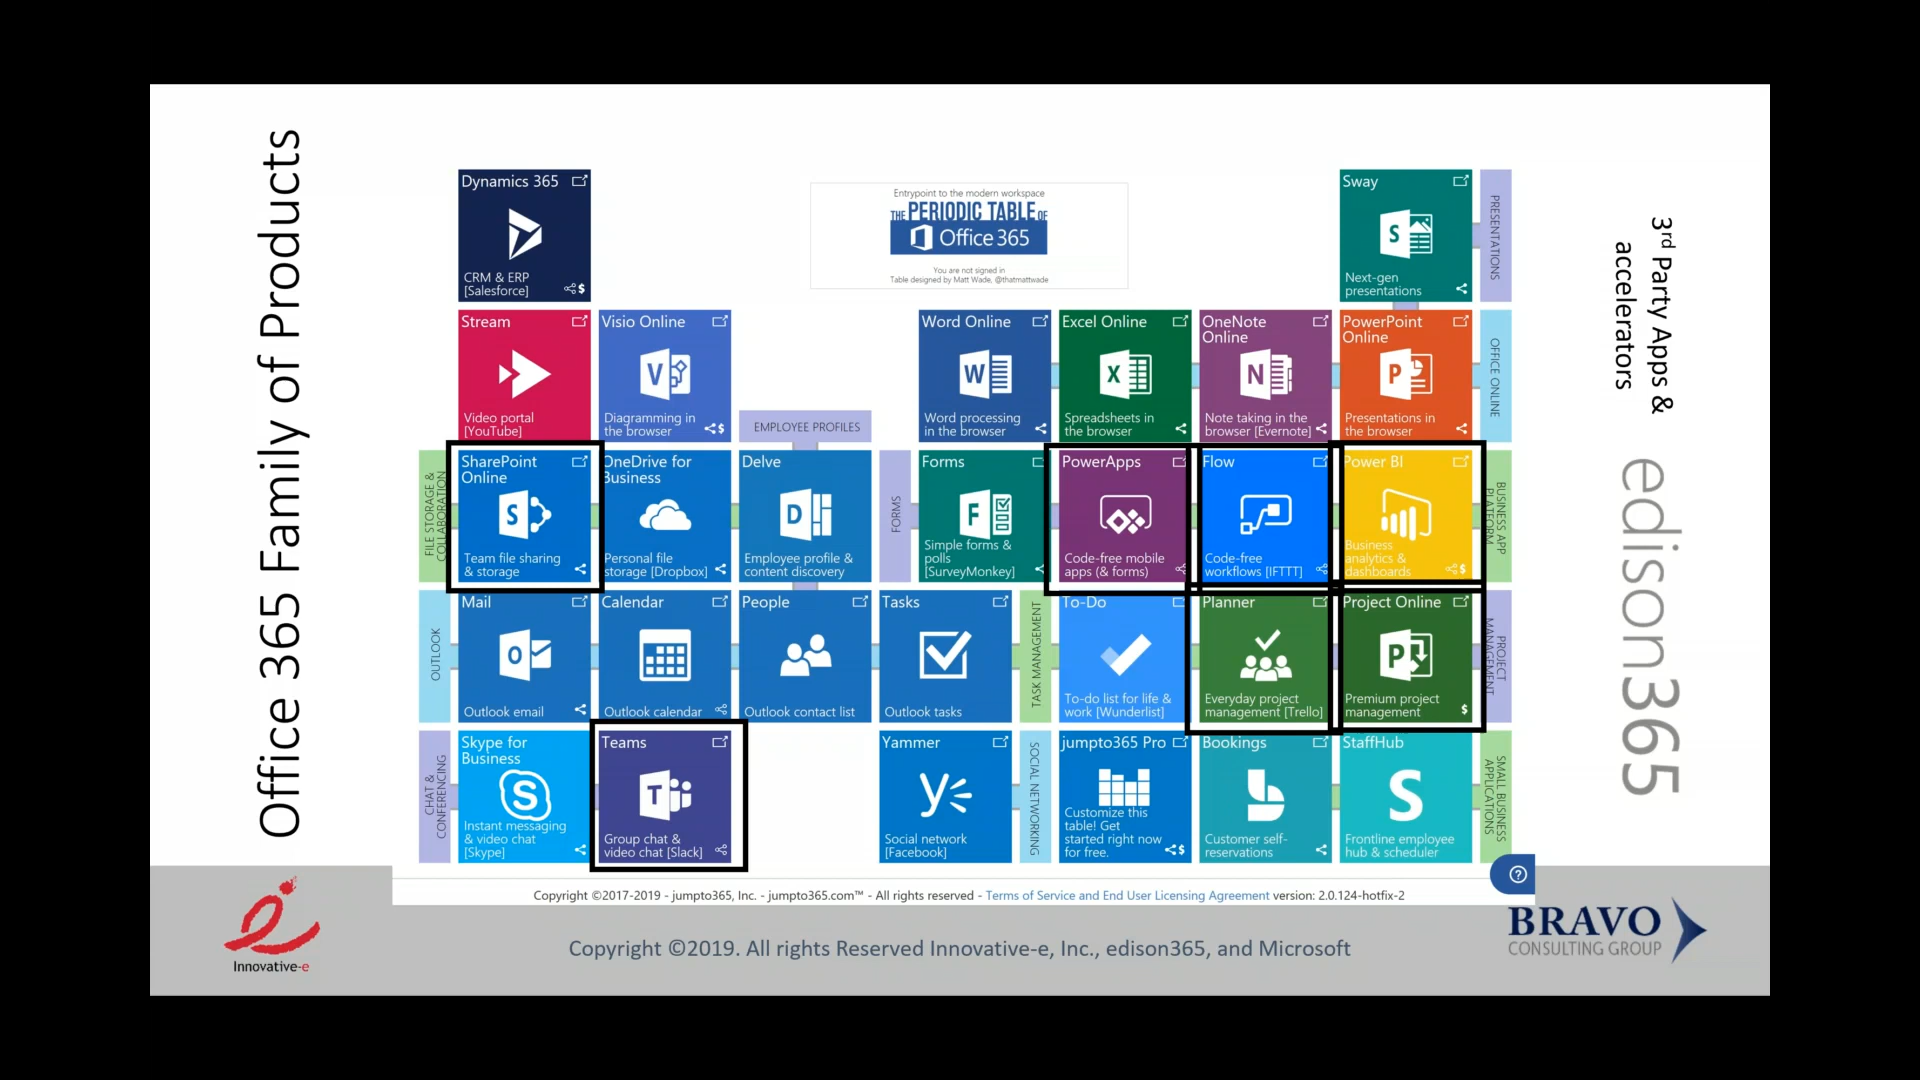 Office 365 Family of Products
Entrypoint to the modern workspace
THE PERIODIC TABLE OF
Office 365
You are not signed in
Table designed by Matt Wade, @thatmattwade
Dynamics 365
CRM & ERP
[Salesforce]
$
Sway
S
Next-gen
presentations
PRESENTATIONS
Stream
Video portal
[YouTube]
Visio Online
V
Diagramming in
the browser
$
Word Online
W
Word processing
in the browser
Excel Online
X
Spreadsheets in
the browser
OneNote
Online
N
Note taking in the
browser [Evernote]
PowerPoint
Online
P
Presentations in
the browser
OFFICE ONLINE
EMPLOYEE PROFILES
FILE STORAGE &
COLLABORATION
SharePoint
Online
S
Team file sharing
& storage
OneDrive for
Business
Personal file
storage [Dropbox]
Delve
D
Employee profile &
content discovery
FORMS
Forms
F
Simple forms &
polls
[SurveyMonkey]
PowerApps
Code-free mobile
apps (& forms)
Flow
Code-free
workflows [IFTTT]
Power BI
Business
analytics &
dashboards
$
BUSINESS APP
PLATFORM
OUTLOOK
Mail
O
Outlook email
Calendar
Outlook calendar
People
Outlook contact list
Tasks
Outlook tasks
TASK MANAGEMENT
To-Do
To-do list for life &
work [Wunderlist]
Planner
Everyday project
management [Trello]
Project Online
P
Premium project
management
$
PROJECT
MANAGEMENT
CHAT &
CONFERENCING
Skype for
Business
S
Instant messaging
& video chat
[Skype]
Teams
T
Group chat &
video chat [Slack]
Yammer
Social network
[Facebook]
SOCIAL NETWORKING
jumpto365 Pro
Customize this
table! Get
started right now
for free.
$
Bookings
Customer self-
reservations
StaffHub
S
Frontline employee
hub & scheduler
SMALL BUSINESS
APPLICATIONS
3rd Party Apps &
accelerators
edison365
Copyright ©2017-2019 - jumpto365, Inc. - jumpto365.com™ - All rights reserved - Terms of Service and End User Licensing Agreement version: 2.0.124-hotfix-2
Innovative-e
Copyright ©2019. All rights Reserved Innovative-e, Inc., edison365, and Microsoft
BRAVO
CONSULTING GROUP